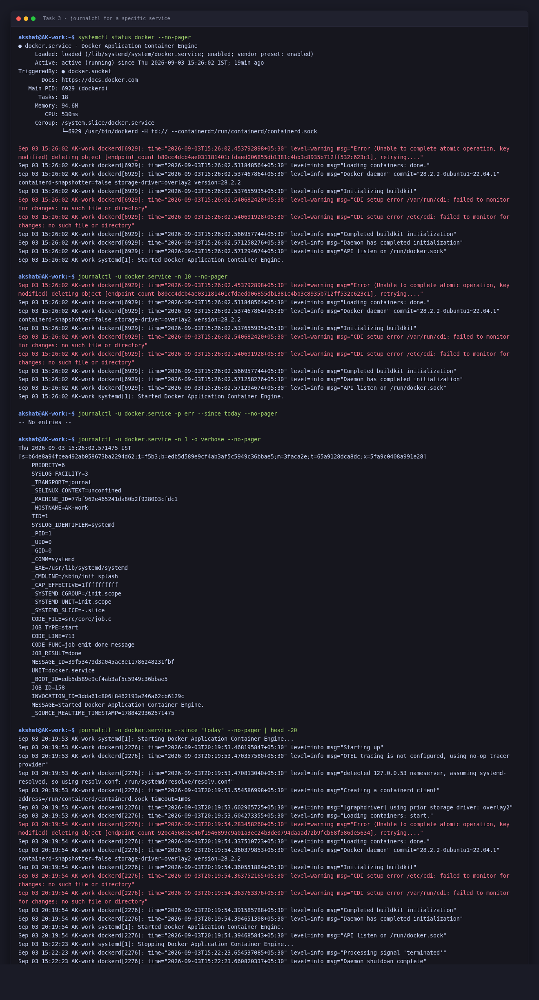 Task 3 - journalctl for a specific service
akshat@AK-work:~$ systemctl status docker --no-pager
● docker.service - Docker Application Container Engine
     Loaded: loaded (/lib/systemd/system/docker.service; enabled; vendor preset: enabled)
     Active: active (running) since Thu 2026-09-03 15:26:02 IST; 19min ago
TriggeredBy: ● docker.socket
       Docs: https://docs.docker.com
   Main PID: 6929 (dockerd)
      Tasks: 18
     Memory: 94.6M
        CPU: 530ms
     CGroup: /system.slice/docker.service
             └─6929 /usr/bin/dockerd -H fd:// --containerd=/run/containerd/containerd.sock
Sep 03 15:26:02 AK-work dockerd[6929]: time="2026-09-03T15:26:02.453792898+05:30" level=warning msg="Error (Unable to complete atomic operation, key
modified) deleting object [endpoint_count b80cc4dcb4ae031181401cfdaed006855db1381c4bb3c8935b712ff532c623c1], retrying...."
Sep 03 15:26:02 AK-work dockerd[6929]: time="2026-09-03T15:26:02.511848564+05:30" level=info msg="Loading containers: done."
Sep 03 15:26:02 AK-work dockerd[6929]: time="2026-09-03T15:26:02.537467864+05:30" level=info msg="Docker daemon" commit="28.2.2-0ubuntu1~22.04.1"
containerd-snapshotter=false storage-driver=overlay2 version=28.2.2
Sep 03 15:26:02 AK-work dockerd[6929]: time="2026-09-03T15:26:02.537655935+05:30" level=info msg="Initializing buildkit"
Sep 03 15:26:02 AK-work dockerd[6929]: time="2026-09-03T15:26:02.540682420+05:30" level=warning msg="CDI setup error /var/run/cdi: failed to monitor
for changes: no such file or directory"
Sep 03 15:26:02 AK-work dockerd[6929]: time="2026-09-03T15:26:02.540691928+05:30" level=warning msg="CDI setup error /etc/cdi: failed to monitor for
changes: no such file or directory"
Sep 03 15:26:02 AK-work dockerd[6929]: time="2026-09-03T15:26:02.566957744+05:30" level=info msg="Completed buildkit initialization"
Sep 03 15:26:02 AK-work dockerd[6929]: time="2026-09-03T15:26:02.571258276+05:30" level=info msg="Daemon has completed initialization"
Sep 03 15:26:02 AK-work dockerd[6929]: time="2026-09-03T15:26:02.571294674+05:30" level=info msg="API listen on /run/docker.sock"
Sep 03 15:26:02 AK-work systemd[1]: Started Docker Application Container Engine.
akshat@AK-work:~$ journalctl -u docker.service -n 10 --no-pager
Sep 03 15:26:02 AK-work dockerd[6929]: time="2026-09-03T15:26:02.453792898+05:30" level=warning msg="Error (Unable to complete atomic operation, key
modified) deleting object [endpoint_count b80cc4dcb4ae031181401cfdaed006855db1381c4bb3c8935b712ff532c623c1], retrying...."
Sep 03 15:26:02 AK-work dockerd[6929]: time="2026-09-03T15:26:02.511848564+05:30" level=info msg="Loading containers: done."
Sep 03 15:26:02 AK-work dockerd[6929]: time="2026-09-03T15:26:02.537467864+05:30" level=info msg="Docker daemon" commit="28.2.2-0ubuntu1~22.04.1"
containerd-snapshotter=false storage-driver=overlay2 version=28.2.2
Sep 03 15:26:02 AK-work dockerd[6929]: time="2026-09-03T15:26:02.537655935+05:30" level=info msg="Initializing buildkit"
Sep 03 15:26:02 AK-work dockerd[6929]: time="2026-09-03T15:26:02.540682420+05:30" level=warning msg="CDI setup error /var/run/cdi: failed to monitor
for changes: no such file or directory"
Sep 03 15:26:02 AK-work dockerd[6929]: time="2026-09-03T15:26:02.540691928+05:30" level=warning msg="CDI setup error /etc/cdi: failed to monitor for
changes: no such file or directory"
Sep 03 15:26:02 AK-work dockerd[6929]: time="2026-09-03T15:26:02.566957744+05:30" level=info msg="Completed buildkit initialization"
Sep 03 15:26:02 AK-work dockerd[6929]: time="2026-09-03T15:26:02.571258276+05:30" level=info msg="Daemon has completed initialization"
Sep 03 15:26:02 AK-work dockerd[6929]: time="2026-09-03T15:26:02.571294674+05:30" level=info msg="API listen on /run/docker.sock"
Sep 03 15:26:02 AK-work systemd[1]: Started Docker Application Container Engine.
akshat@AK-work:~$ journalctl -u docker.service -p err --since today --no-pager
-- No entries --
akshat@AK-work:~$ journalctl -u docker.service -n 1 -o verbose --no-pager
Thu 2026-09-03 15:26:02.571475 IST
[s=b64e8a94fcea492ab058673ba2294d62;i=f5b3;b=edb5d589e9cf4ab3af5c5949c36bbae5;m=3faca2e;t=65a9128dca8dc;x=5fa9c0408a991e28]
    PRIORITY=6
    SYSLOG_FACILITY=3
    _TRANSPORT=journal
    _SELINUX_CONTEXT=unconfined
    _MACHINE_ID=77bf962e465241da80b2f928003cfdc1
    _HOSTNAME=AK-work
    TID=1
    SYSLOG_IDENTIFIER=systemd
    _PID=1
    _UID=0
    _GID=0
    _COMM=systemd
    _EXE=/usr/lib/systemd/systemd
    _CMDLINE=/sbin/init splash
    _CAP_EFFECTIVE=1ffffffffff
    _SYSTEMD_CGROUP=/init.scope
    _SYSTEMD_UNIT=init.scope
    _SYSTEMD_SLICE=-.slice
    CODE_FILE=src/core/job.c
    JOB_TYPE=start
    CODE_LINE=713
    CODE_FUNC=job_emit_done_message
    JOB_RESULT=done
    MESSAGE_ID=39f53479d3a045ac8e11786248231fbf
    UNIT=docker.service
    _BOOT_ID=edb5d589e9cf4ab3af5c5949c36bbae5
    JOB_ID=158
    INVOCATION_ID=3dda61c806f8462193a246a62cb6129c
    MESSAGE=Started Docker Application Container Engine.
    _SOURCE_REALTIME_TIMESTAMP=1788429362571475
akshat@AK-work:~$ journalctl -u docker.service --since "today" --no-pager | head -20
Sep 03 20:19:53 AK-work systemd[1]: Starting Docker Application Container Engine...
Sep 03 20:19:53 AK-work dockerd[2276]: time="2026-09-03T20:19:53.468195847+05:30" level=info msg="Starting up"
Sep 03 20:19:53 AK-work dockerd[2276]: time="2026-09-03T20:19:53.470357580+05:30" level=info msg="OTEL tracing is not configured, using no-op tracer
provider"
Sep 03 20:19:53 AK-work dockerd[2276]: time="2026-09-03T20:19:53.470813040+05:30" level=info msg="detected 127.0.0.53 nameserver, assuming systemd-
resolved, so using resolv.conf: /run/systemd/resolve/resolv.conf"
Sep 03 20:19:53 AK-work dockerd[2276]: time="2026-09-03T20:19:53.554586998+05:30" level=info msg="Creating a containerd client"
address=/run/containerd/containerd.sock timeout=1m0s
Sep 03 20:19:53 AK-work dockerd[2276]: time="2026-09-03T20:19:53.602965725+05:30" level=info msg="[graphdriver] using prior storage driver: overlay2"
Sep 03 20:19:53 AK-work dockerd[2276]: time="2026-09-03T20:19:53.604273355+05:30" level=info msg="Loading containers: start."
Sep 03 20:19:54 AK-work dockerd[2276]: time="2026-09-03T20:19:54.283458260+05:30" level=warning msg="Error (Unable to complete atomic operation, key
modified) deleting object [endpoint_count 920c4568a5c46f1946899c9a01a3ec24b3de0794daaad72b9fcb68f586de5634], retrying...."
Sep 03 20:19:54 AK-work dockerd[2276]: time="2026-09-03T20:19:54.337510723+05:30" level=info msg="Loading containers: done."
Sep 03 20:19:54 AK-work dockerd[2276]: time="2026-09-03T20:19:54.360379853+05:30" level=info msg="Docker daemon" commit="28.2.2-0ubuntu1~22.04.1"
containerd-snapshotter=false storage-driver=overlay2 version=28.2.2
Sep 03 20:19:54 AK-work dockerd[2276]: time="2026-09-03T20:19:54.360551884+05:30" level=info msg="Initializing buildkit"
Sep 03 20:19:54 AK-work dockerd[2276]: time="2026-09-03T20:19:54.363752165+05:30" level=warning msg="CDI setup error /etc/cdi: failed to monitor for
changes: no such file or directory"
Sep 03 20:19:54 AK-work dockerd[2276]: time="2026-09-03T20:19:54.363763376+05:30" level=warning msg="CDI setup error /var/run/cdi: failed to monitor
for changes: no such file or directory"
Sep 03 20:19:54 AK-work dockerd[2276]: time="2026-09-03T20:19:54.391585788+05:30" level=info msg="Completed buildkit initialization"
Sep 03 20:19:54 AK-work dockerd[2276]: time="2026-09-03T20:19:54.394651398+05:30" level=info msg="Daemon has completed initialization"
Sep 03 20:19:54 AK-work systemd[1]: Started Docker Application Container Engine.
Sep 03 20:19:54 AK-work dockerd[2276]: time="2026-09-03T20:19:54.394685843+05:30" level=info msg="API listen on /run/docker.sock"
Sep 03 15:22:23 AK-work systemd[1]: Stopping Docker Application Container Engine...
Sep 03 15:22:23 AK-work dockerd[2276]: time="2026-09-03T15:22:23.654537085+05:30" level=info msg="Processing signal 'terminated'"
Sep 03 15:22:23 AK-work dockerd[2276]: time="2026-09-03T15:22:23.660820337+05:30" level=info msg="Daemon shutdown complete"